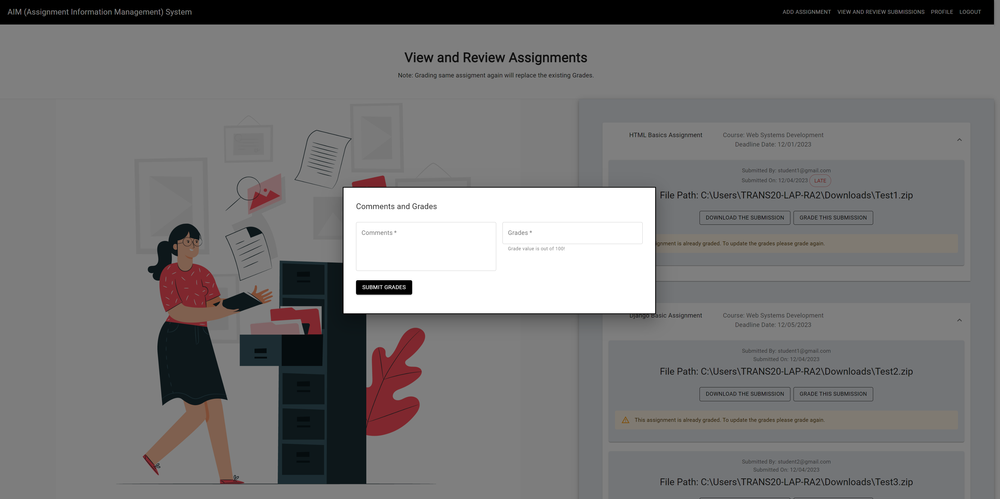 AIM (Assignment Information Management) System
ADD ASSIGNMENT VIEW AND REVIEW SUBMISSIONS PROFILE LOGOUT
View and Review Assignments
Note: Grading same assigment again will replace the existing Grades.
HTML Basics Assignment
Course: Web Systems Development
Deadline Date: 12/01/2023
Submitted By: student1@gmail.com
Submitted On: 12/04/2023 LATE
File Path: C:\Users\TRANS20-LAP-RA2\Downloads\Test1.zip
DOWNLOAD THE SUBMISSION GRADE THIS SUBMISSION
ignment is already graded. To update the grades please grade again.
Comments and Grades
Comments *
Grades *
Grade value is out of 100!
SUBMIT GRADES
Django Basic Assignment
Course: Web Systems Development
Deadline Date: 12/05/2023
Submitted By: student1@gmail.com
Submitted On: 12/04/2023
File Path: C:\Users\TRANS20-LAP-RA2\Downloads\Test2.zip
DOWNLOAD THE SUBMISSION GRADE THIS SUBMISSION
This assignment is already graded. To update the grades please grade again.
Submitted By: student2@gmail.com
Submitted On: 12/04/2023
File Path: C:\Users\TRANS20-LAP-RA2\Downloads\Test3.zip